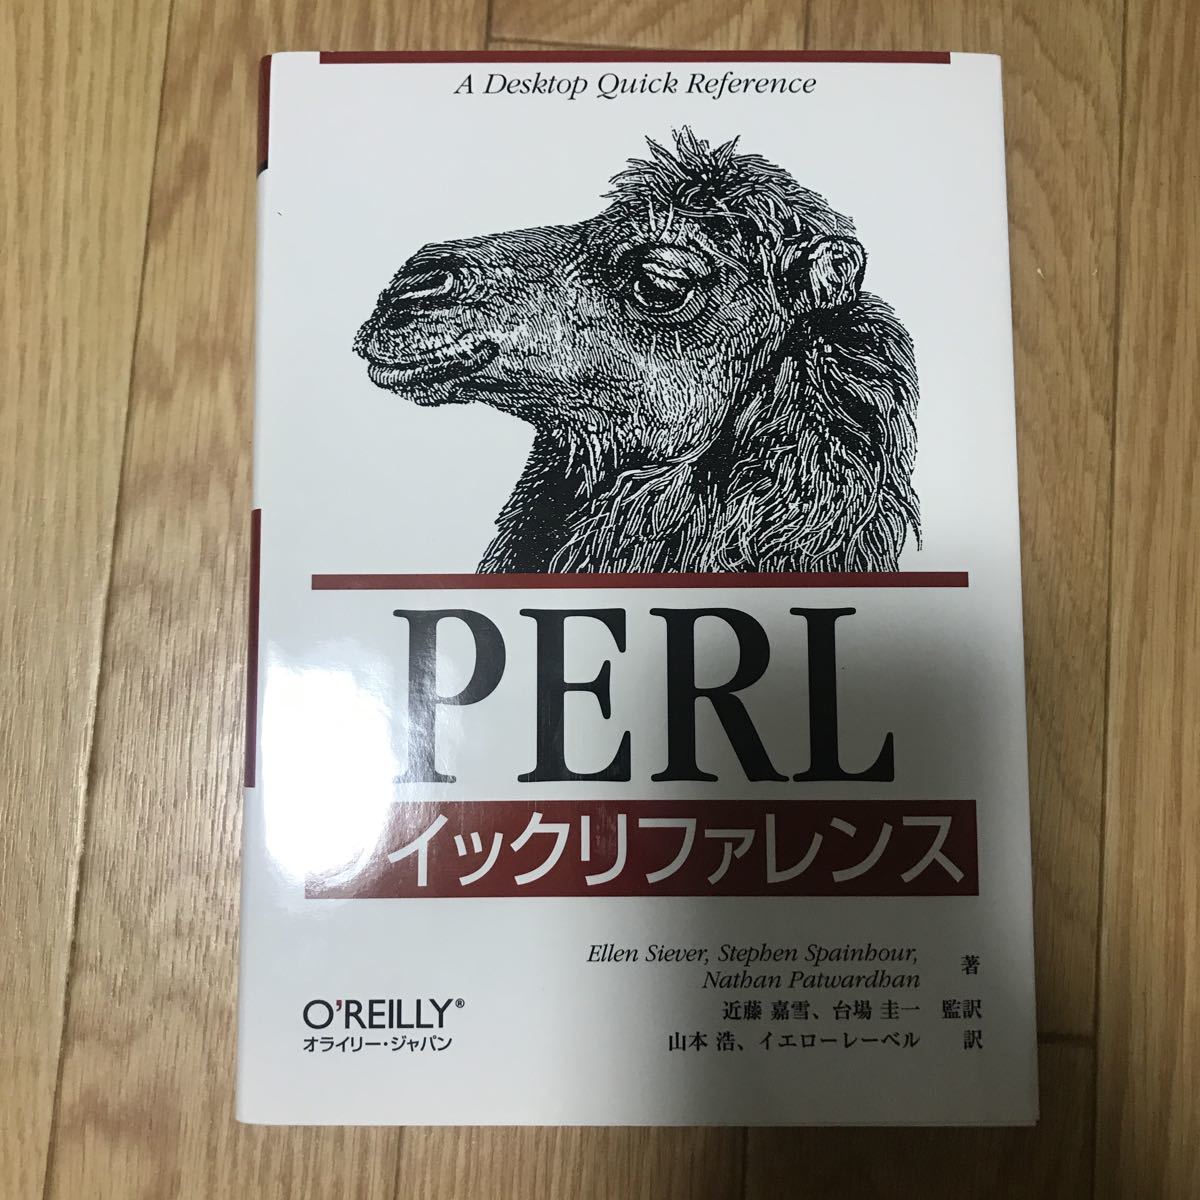 A Desktop Quick Reference
PERL
クイックリファレンス
Ellen Siever, Stephen Spainhour,
Nathan Patwardhan 著
近藤 嘉雪、台場 圭一 監訳
山本 浩、イエローレーベル 訳
O'REILLY®
オライリー・ジャパン